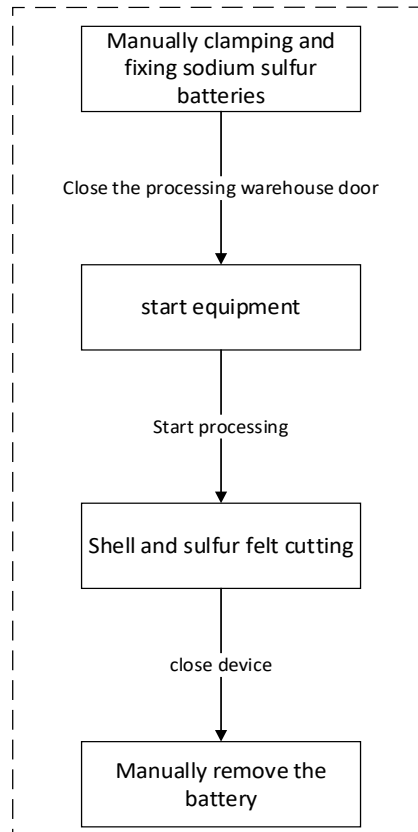 Manually clamping and
fixing sodium sulfur
batteries
Close the processing warehouse door
start equipment
Start processing
Shell and sulfur felt cutting
close device
Manually remove the
battery